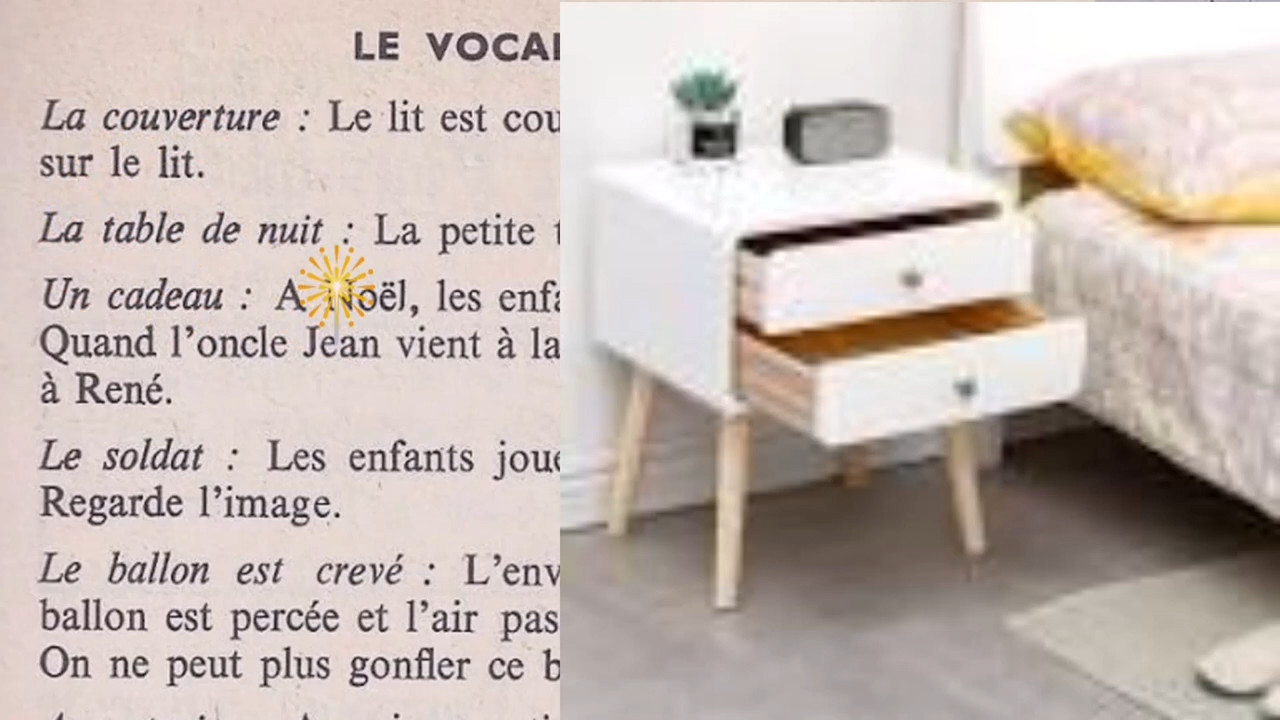 LE VOCA
La couverture : Le lit est cou
sur le lit.
La table de nuit : La petite
Un cadeau : A Noël, les enfa
Quand l'oncle Jean vient à la
à René.
Le soldat : Les enfants joue
Regarde l'image.
Le ballon est crevé : L'env
ballon est percée et l'air pas
On ne peut plus gonfler ce b